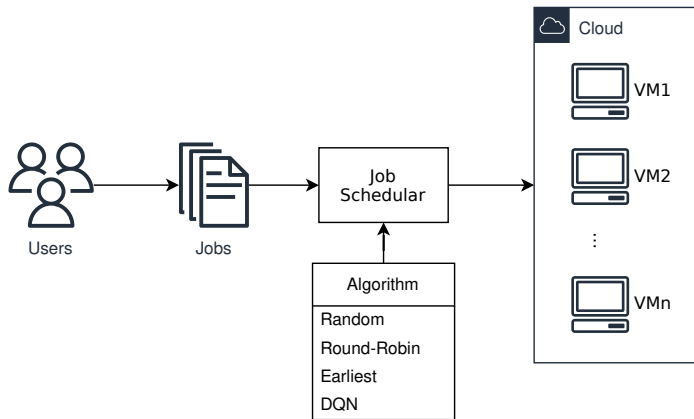 Cloud
VM1
VM2
⋮
VMn
Users
Jobs
Job
Schedular
Algorithm
Random
Round-Robin
Earliest
DQN